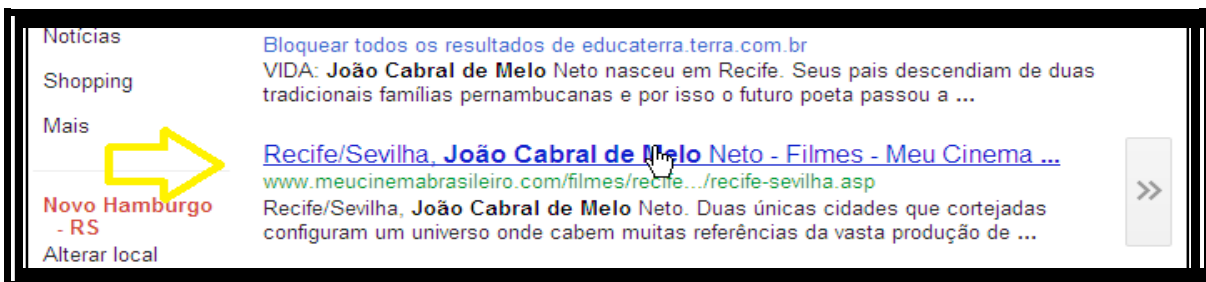 Notícias
Shopping
Mais
Novo Hamburgo
- RS
Alterar local
Bloquear todos os resultados de educaterra.terra.com.br
VIDA: João Cabral de Melo Neto nasceu em Recife. Seus pais descendiam de duas
tradicionais famílias pernambucanas e por isso o futuro poeta passou a ...
Recife/Sevilha, João Cabral de Melo Neto - Filmes - Meu Cinema ...
www.meucinemabrasileiro.com/filmes/recife.../recife-sevilha.asp
Recife/Sevilha, João Cabral de Melo Neto. Duas únicas cidades que cortejadas
configuram um universo onde cabem muitas referências da vasta produção de ...
»